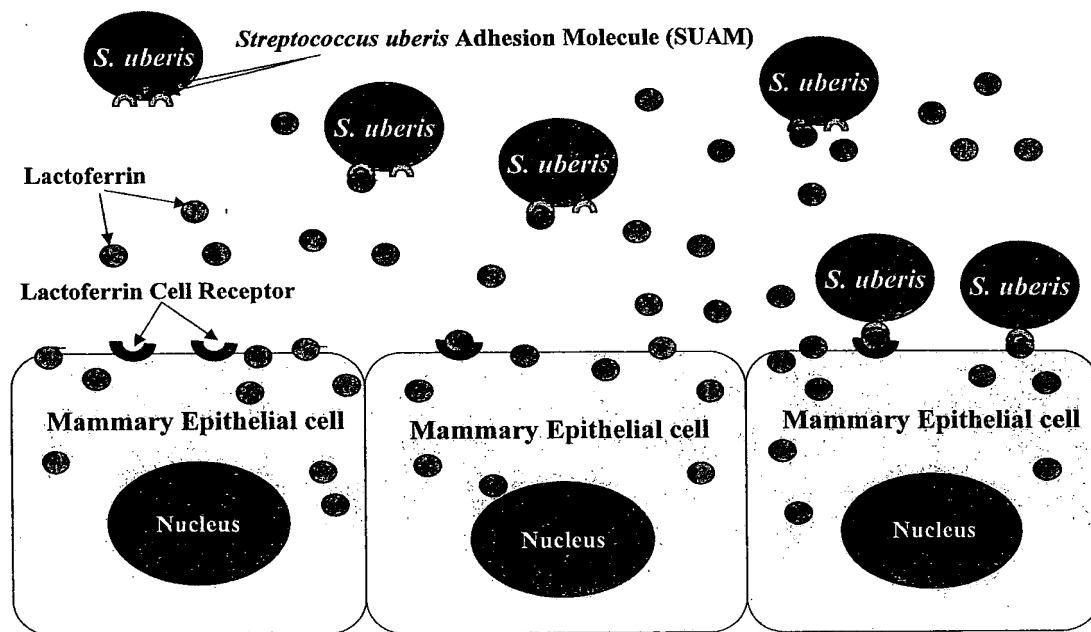 S. uberis
Streptococcus uberis Adhesion Molecule (SUAM)
S. uberis
S. uberis
S. uberis
Lactoferrin
Lactoferrin Cell Receptor
S. uberis
S. uberis
Mammary Epithelial cell
Mammary Epithelial cell
Mammary Epithelial cell
Nucleus
Nucleus
Nucleus